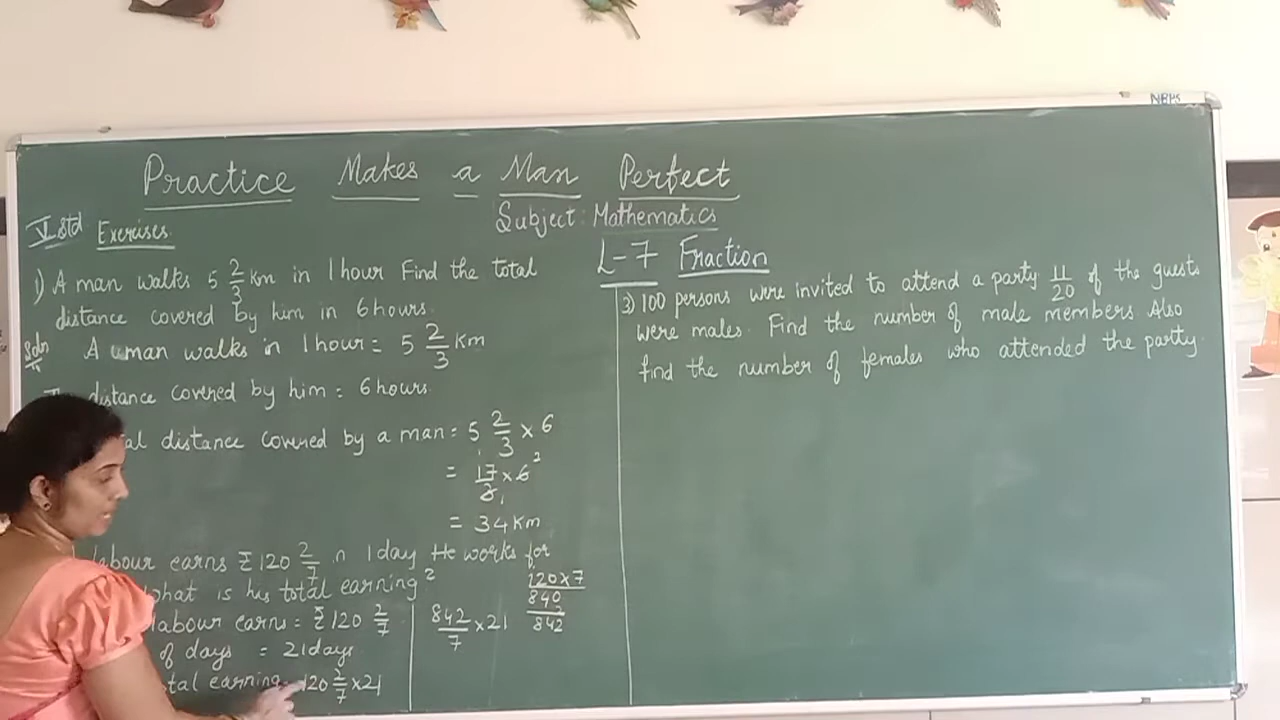 NBPS
Practice Makes a Man Perfect
Subject: Mathematics
V std Exercises.
L-7 Fraction
1) A man walks 5 2/3 Km in 1 hour Find the total
distance covered by him in 6 hours.
Soln
A man walks in 1 hour = 5 2/3 Km
distance covered by him = 6 hours.
al distance covered by a man = 5 2/3 × 6
= 17/3 × 6 2
= 34 Km
labour earns ₹ 120 2/7 n 1 day He works for
what is his total earning?
labour earns = ₹ 120 2/7
of days = 21 days
tal earning = 120 2/7 × 21
842/7 × 21
120 × 7
840
2
842
3) 100 persons were invited to attend a party 11/20 of the guests
were males. Find the number of male members. Also
find the number of females who attended the party.